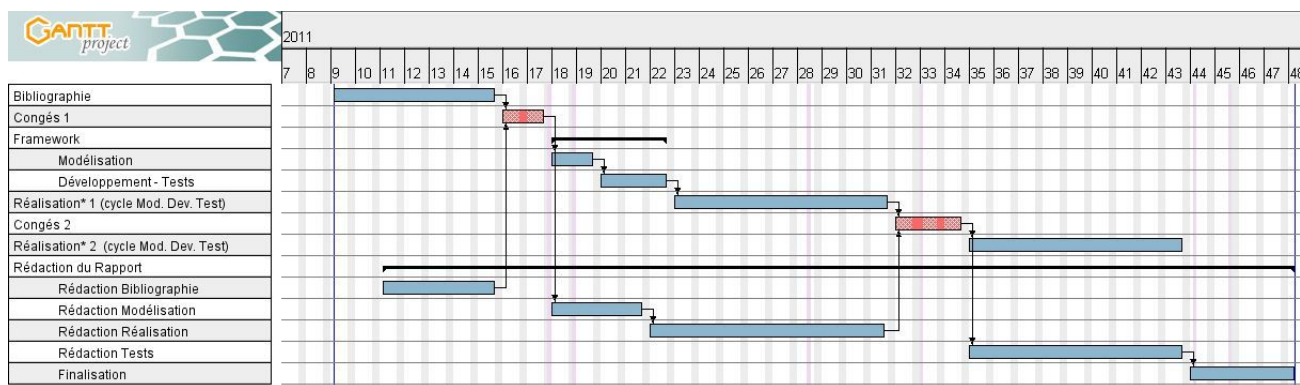 GANTT
project
2011
7 8 9 10 11 12 13 14 15 16 17 18 19 20 21 22 23 24 25 26 27 28 29 30 31 32 33 34 35 36 37 38 39 40 41 42 43 44 45 46 47 48
Bibliographie
Congés 1
Framework
Modélisation
Développement - Tests
Réalisation* 1 (cycle Mod. Dev. Test)
Congés 2
Réalisation* 2 (cycle Mod. Dev. Test)
Rédaction du Rapport
Rédaction Bibliographie
Rédaction Modélisation
Rédaction Réalisation
Rédaction Tests
Finalisation